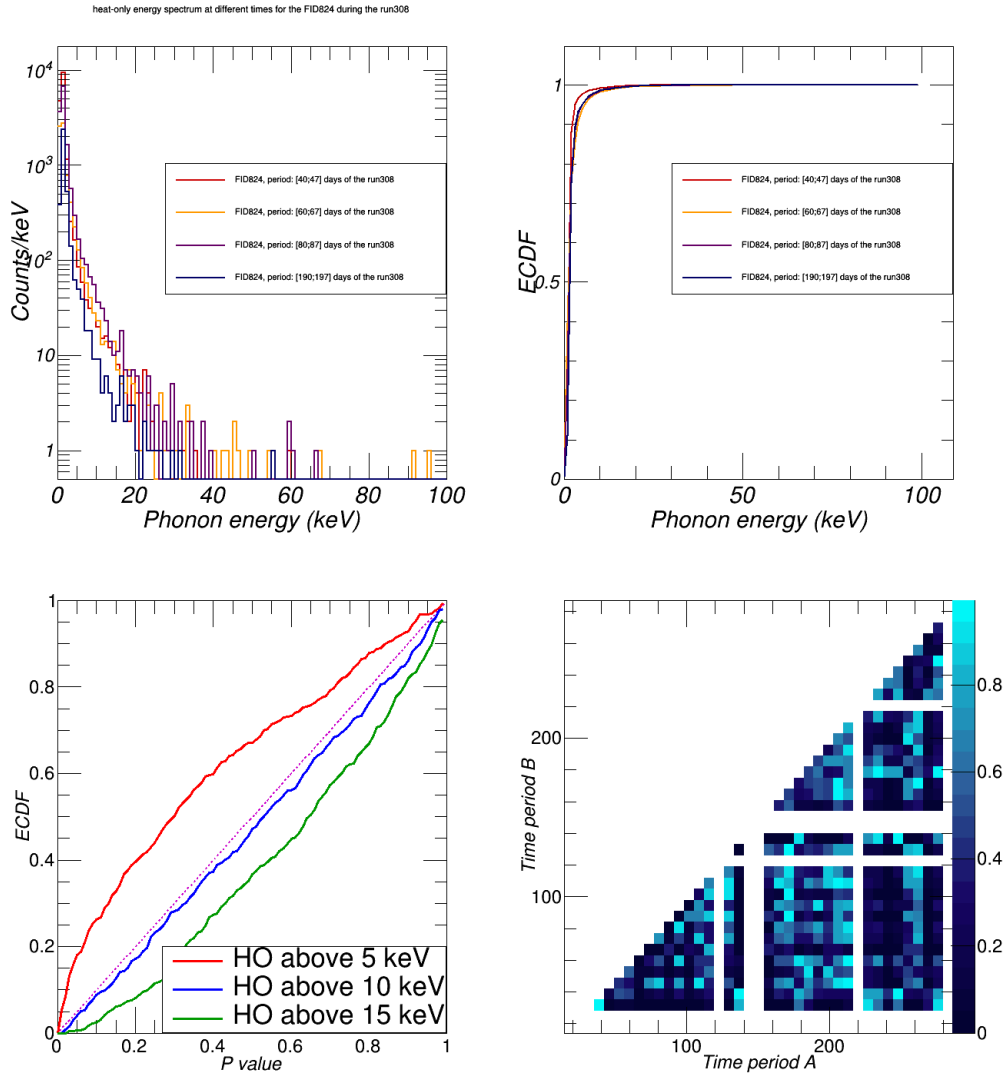 heat-only energy spectrum at different times for the FID824 during the run308
10^4
10^3
10^2
10
1
Counts/keV
FID824, period: [40;47] days of the run308
FID824, period: [60;67] days of the run308
FID824, period: [80;87] days of the run308
FID824, period: [190;197] days of the run308
0 20 40 60 80 100
Phonon energy (keV)
1
0.5
0
ECDF
FID824, period: [40;47] days of the run308
FID824, period: [60;67] days of the run308
FID824, period: [80;87] days of the run308
FID824, period: [190;197] days of the run308
0 50 100
Phonon energy (keV)
1
0.8
0.6
0.4
0.2
0
ECDF
HO above 5 keV
HO above 10 keV
HO above 15 keV
0 0.2 0.4 0.6 0.8 1
P value
200
100
Time period B
100 200
Time period A
0.8
0.6
0.4
0.2
0